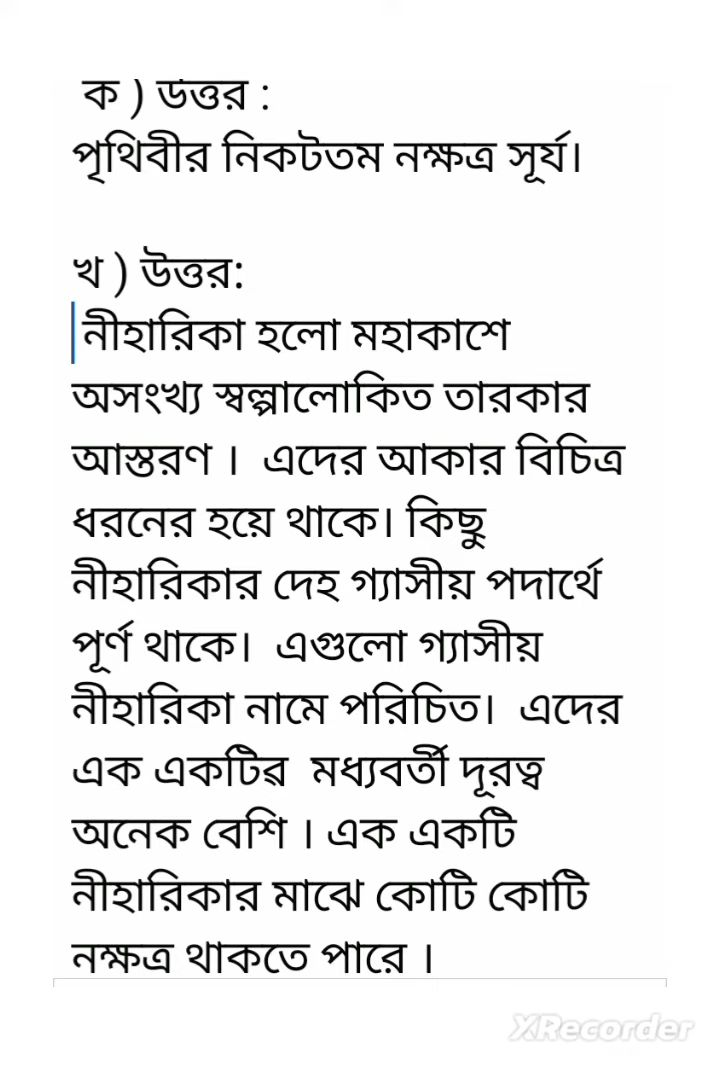 ক ) উত্তর :
পৃথিবীর নিকটতম নক্ষত্র সূর্য।
খ ) উত্তর:
নীহারিকা হলো মহাকাশে
অসংখ্য স্বল্পালোকিত তারকার
আস্তরণ । এদের আকার বিচিত্র
ধরনের হয়ে থাকে। কিছু
নীহারিকার দেহ গ্যাসীয় পদার্থে
পূর্ণ থাকে। এগুলো গ্যাসীয়
নীহারিকা নামে পরিচিত। এদের
এক একটিৱ মধ্যবর্তী দূরত্ব
অনেক বেশি । এক একটি
নীহারিকার মাঝে কোটি কোটি
নক্ষত্র থাকতে পারে ।
XRecorder